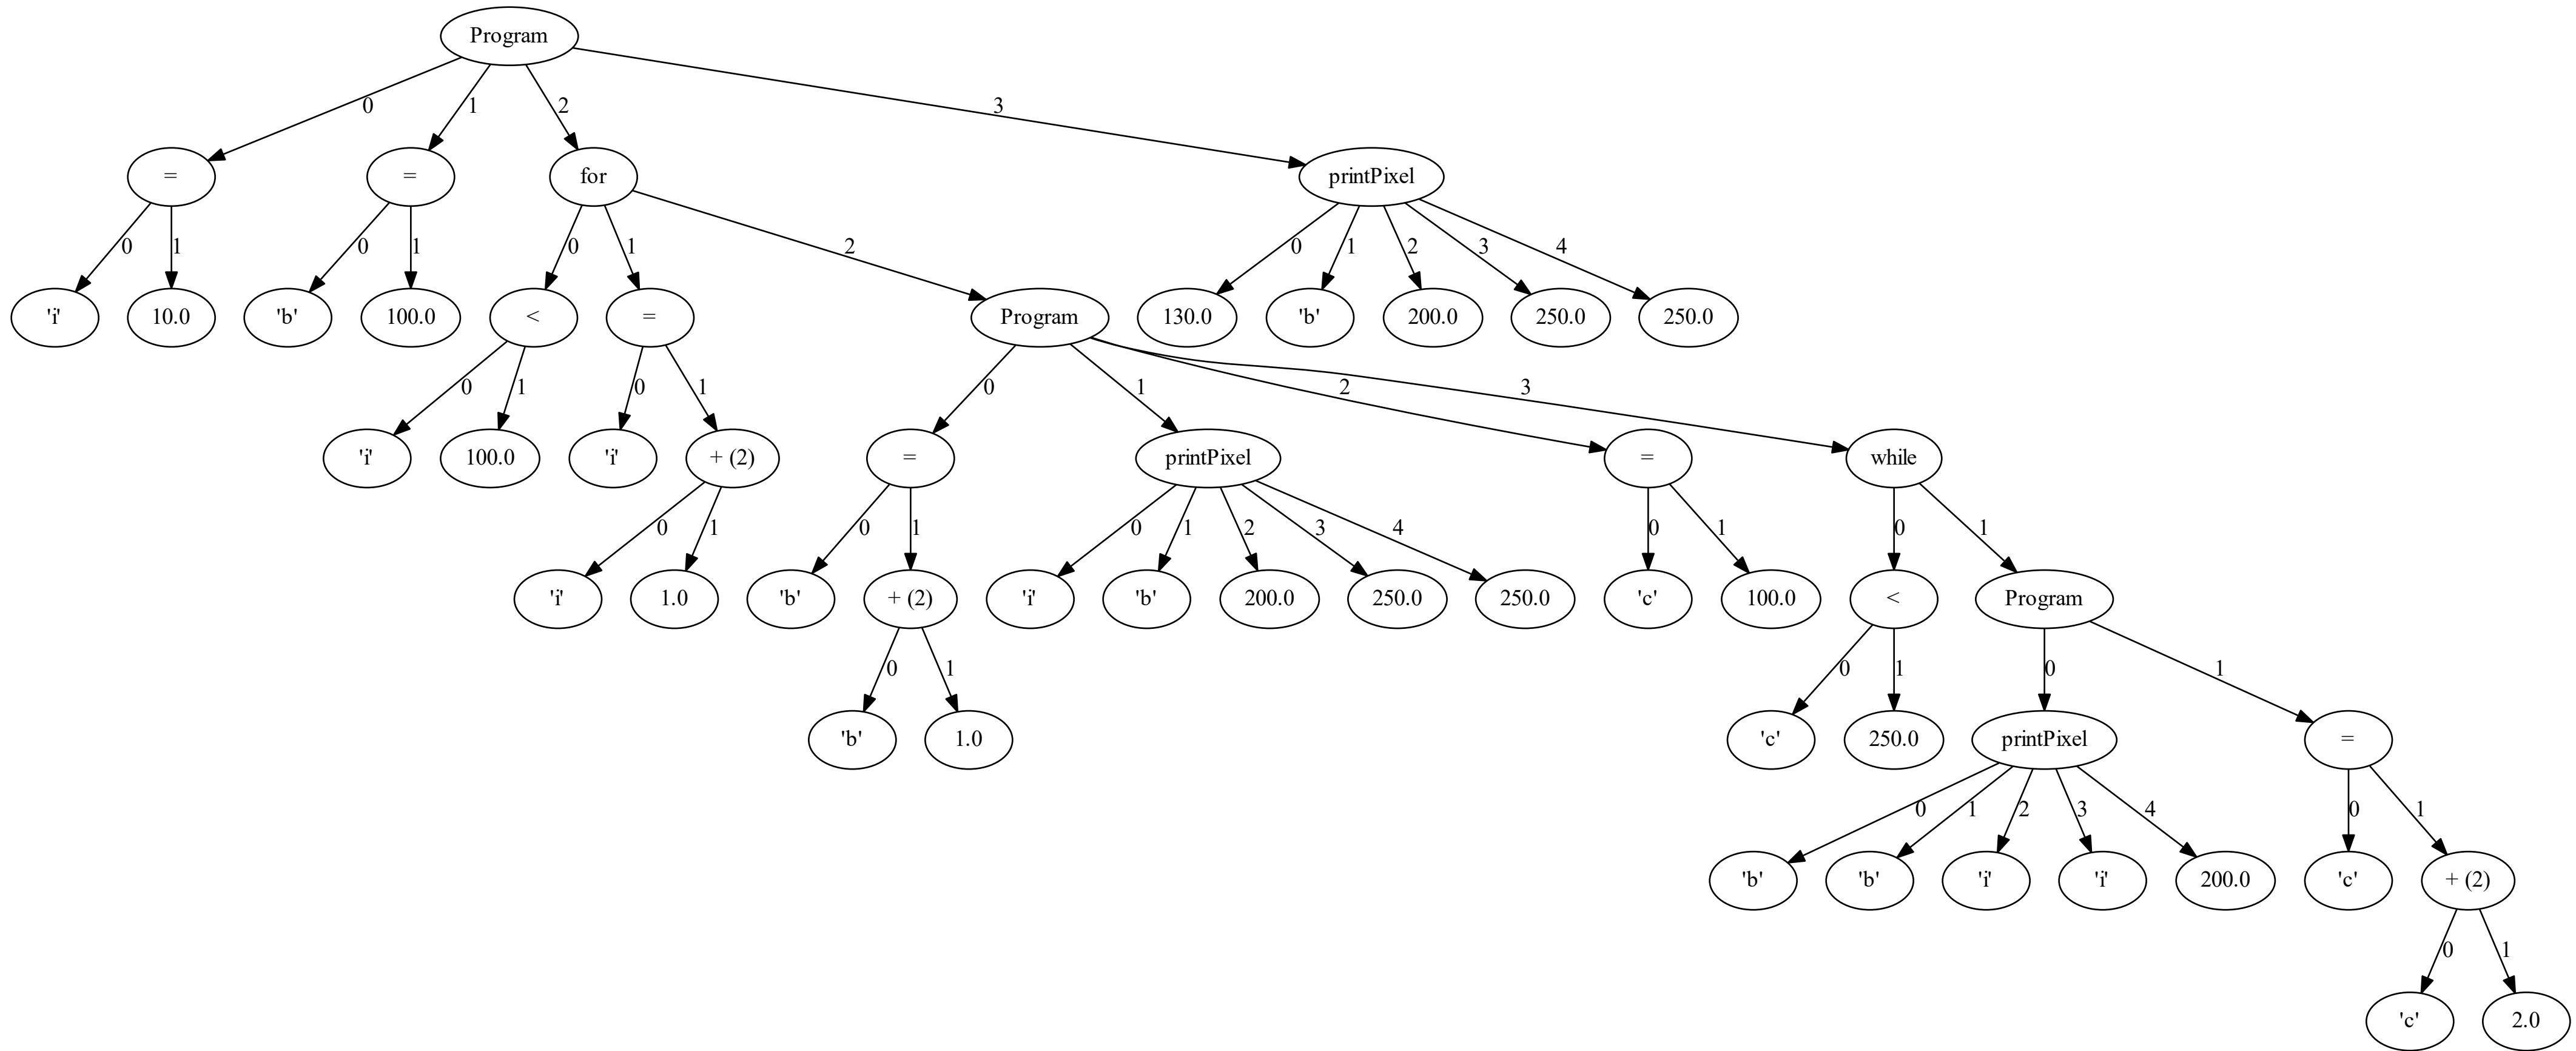 Program
0 1 2 3
= = for printPixel
0 1 0 1 0 1 2 0 1 2 3 4
'i' 10.0 'b' 100.0 < = Program 130.0 'b' 200.0 250.0 250.0
0 1 0 1 0 1 2 3
'i' 100.0 'i' + (2) = printPixel = while
0 1 0 1 0 1 2 3 4 0 1 0 1
'i' 1.0 'b' + (2) 'i' 'b' 200.0 250.0 250.0 'c' 100.0 < Program
0 1 0 1 0 1
'b' 1.0 'c' 250.0 printPixel =
0 1 2 3 4 0 1
'b' 'b' 'i' 'i' 200.0 'c' + (2)
0 1
'c' 2.0